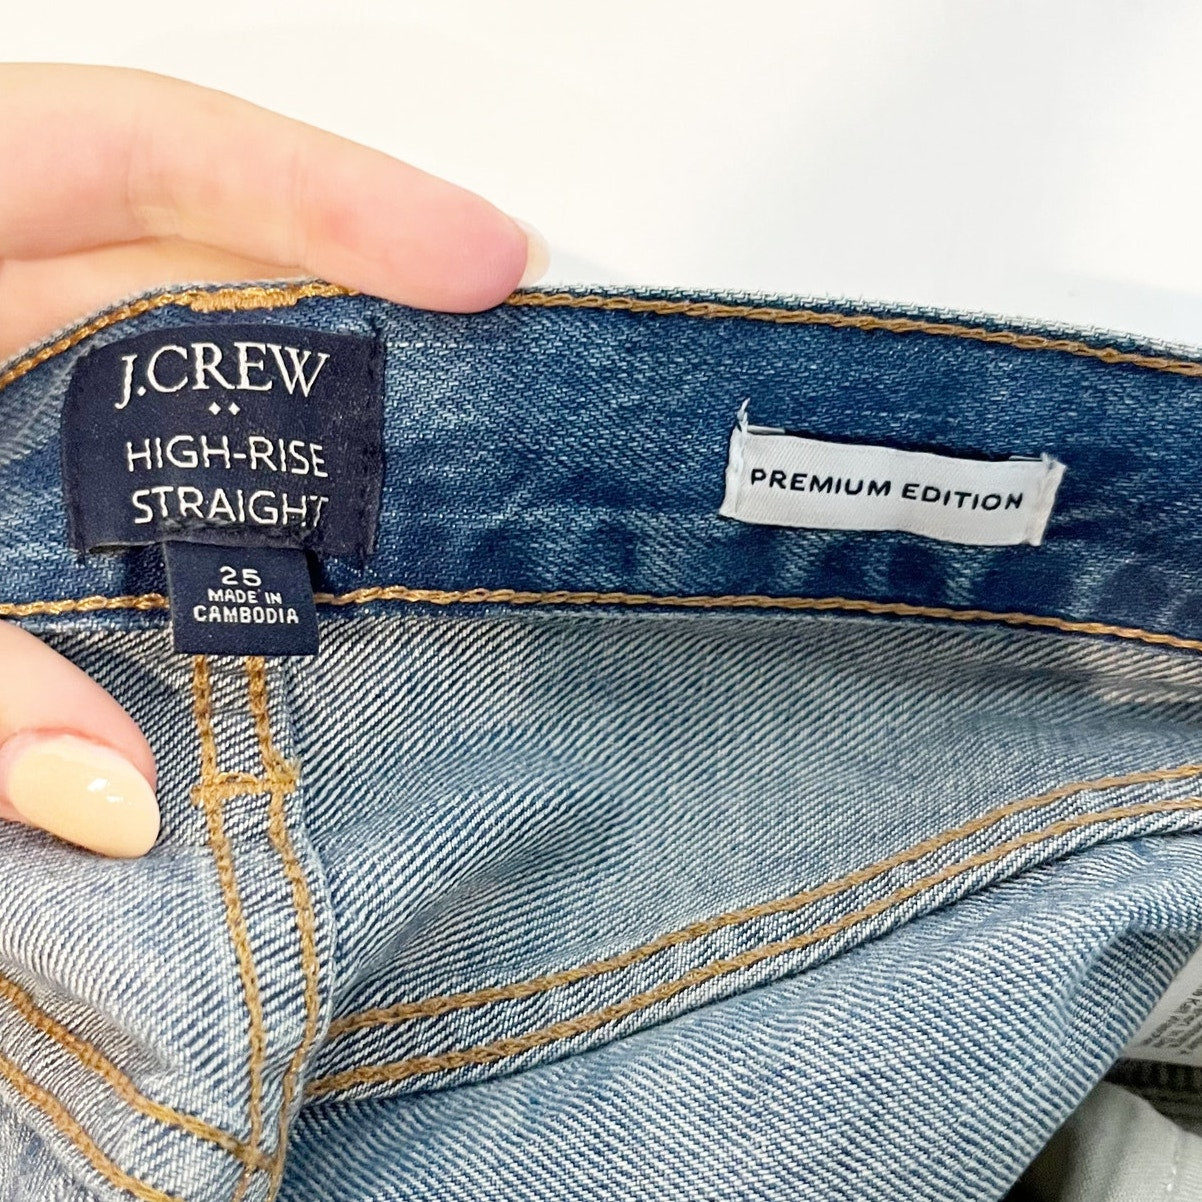 J.CREW
HIGH-RISE
STRAIGHT
25
MADE IN
CAMBODIA
PREMIUM EDITION